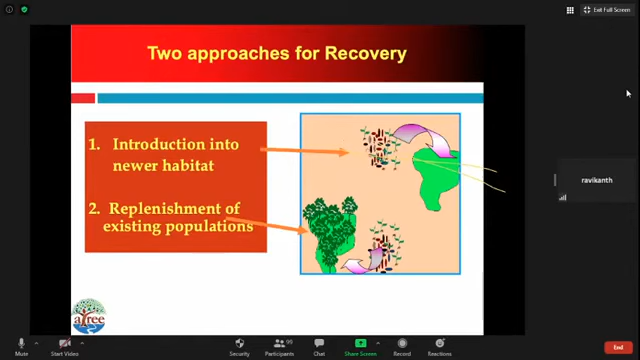 Exit Full Screen
Two approaches for Recovery
1. Introduction into
newer habitat
2. Replenishment of
existing populations
ravikanth
atree
99
Mute
Start Video
Security
Participants
Chat
Share Screen
Record
Reactions
End